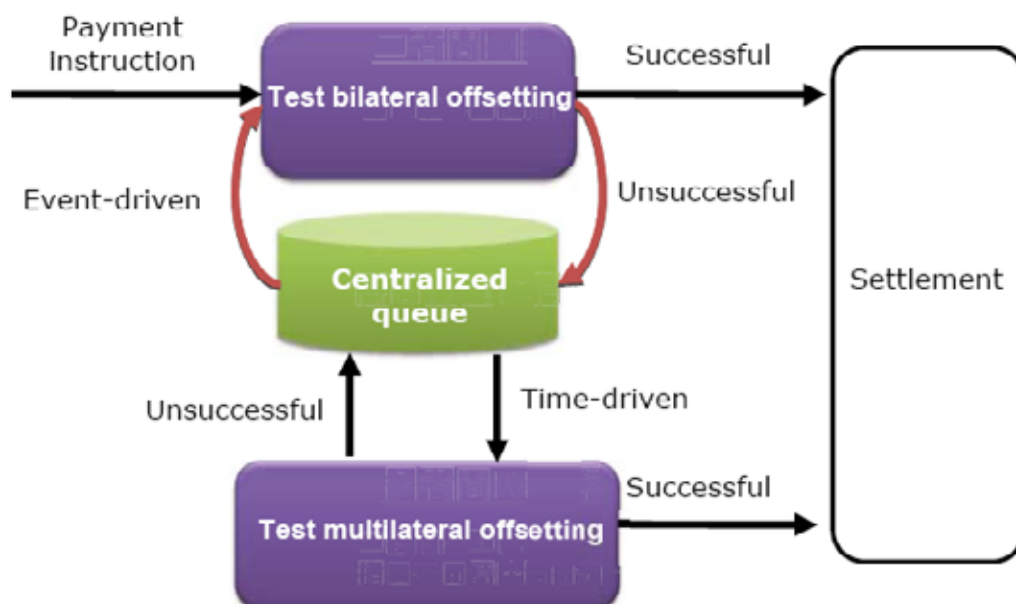 Payment
Instruction
Test bilateral offsetting
Successful
Event-driven
Unsuccessful
Centralized
queue
Settlement
Unsuccessful
Time-driven
Test multilateral offsetting
Successful